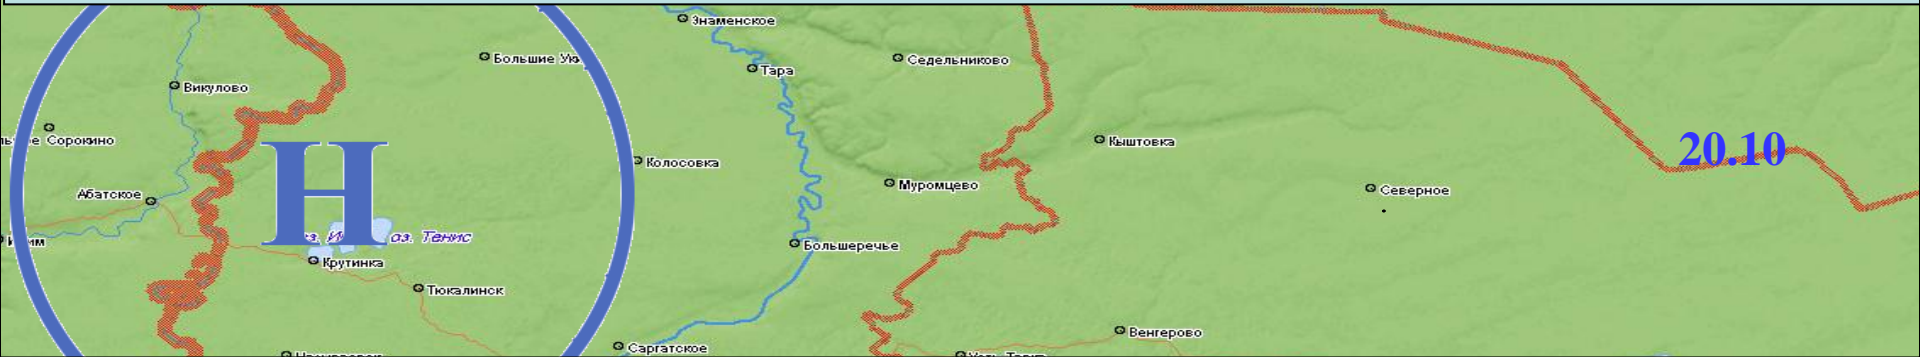 Знаменское
Седельниково
Большие
Тара
Викулово
Сорокино
Кыштовка
20.10
Н
Колосовка
Абатское
Муромцево
Северное
оз. Тенис
Большеречье
Крутинка
Тюкалинск
Венгерово
Саргатское